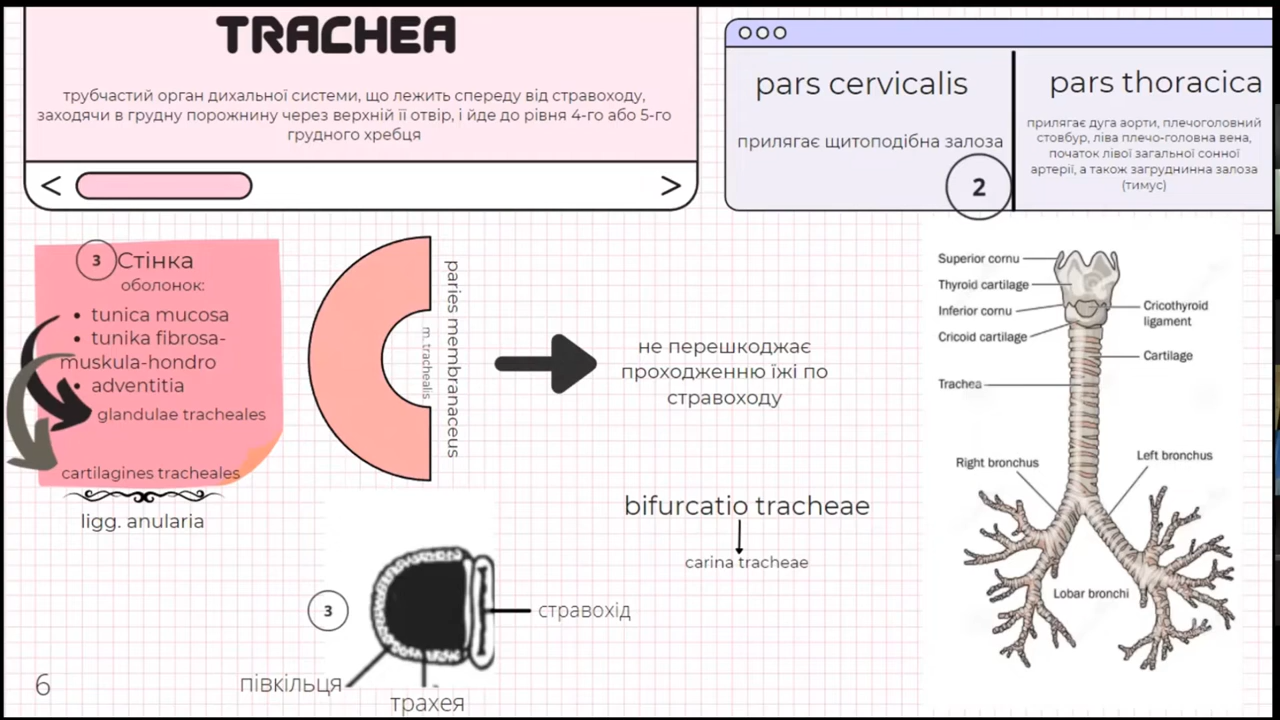 TRACHEA
трубчастий орган дихальної системи, що лежить спереду від стравоходу,
заходячи в грудну порожнину через верхній її отвір, і йде до рівня 4-го або 5-го
грудного хребця
pars cervicalis
прилягає щитоподібна залоза
2
pars thoracica
прилягає дуга аорти, плечоголовний
стовбур, ліва плечо-головна вена,
початок лівої загальної сонної
артерії, а також загруднинна залоза
(тимус)
3 Стінка
оболонок:
• tunica mucosa
• tunika fibrosa-
muskula-hondro
• adventitia
glandulae tracheales
cartilagines tracheales
ligg. anularia
paries membranaceus
m. trachealis
не перешкоджає
проходженню їжі по
стравоходу
bifurcatio tracheae
carina tracheae
3
стравохід
півкільця
трахея
Superior cornu
Thyroid cartilage
Inferior cornu
Cricoid cartilage
Trachea
Cricothyroid
ligament
Cartilage
Right bronchus
Left bronchus
Lobar bronchi
6